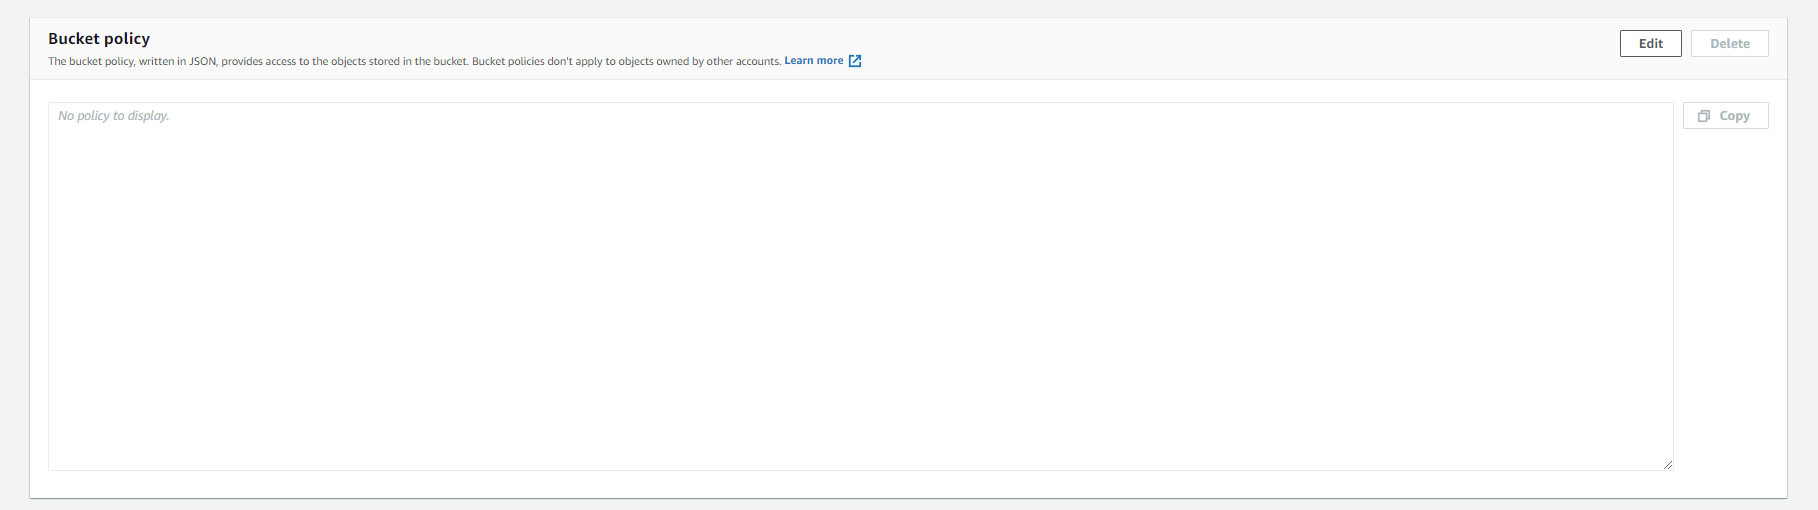 Bucket policy
Edit
Delete
The bucket policy, written in JSON, provides access to the objects stored in the bucket. Bucket policies don't apply to objects owned by other accounts. Learn more
No policy to display.
Copy